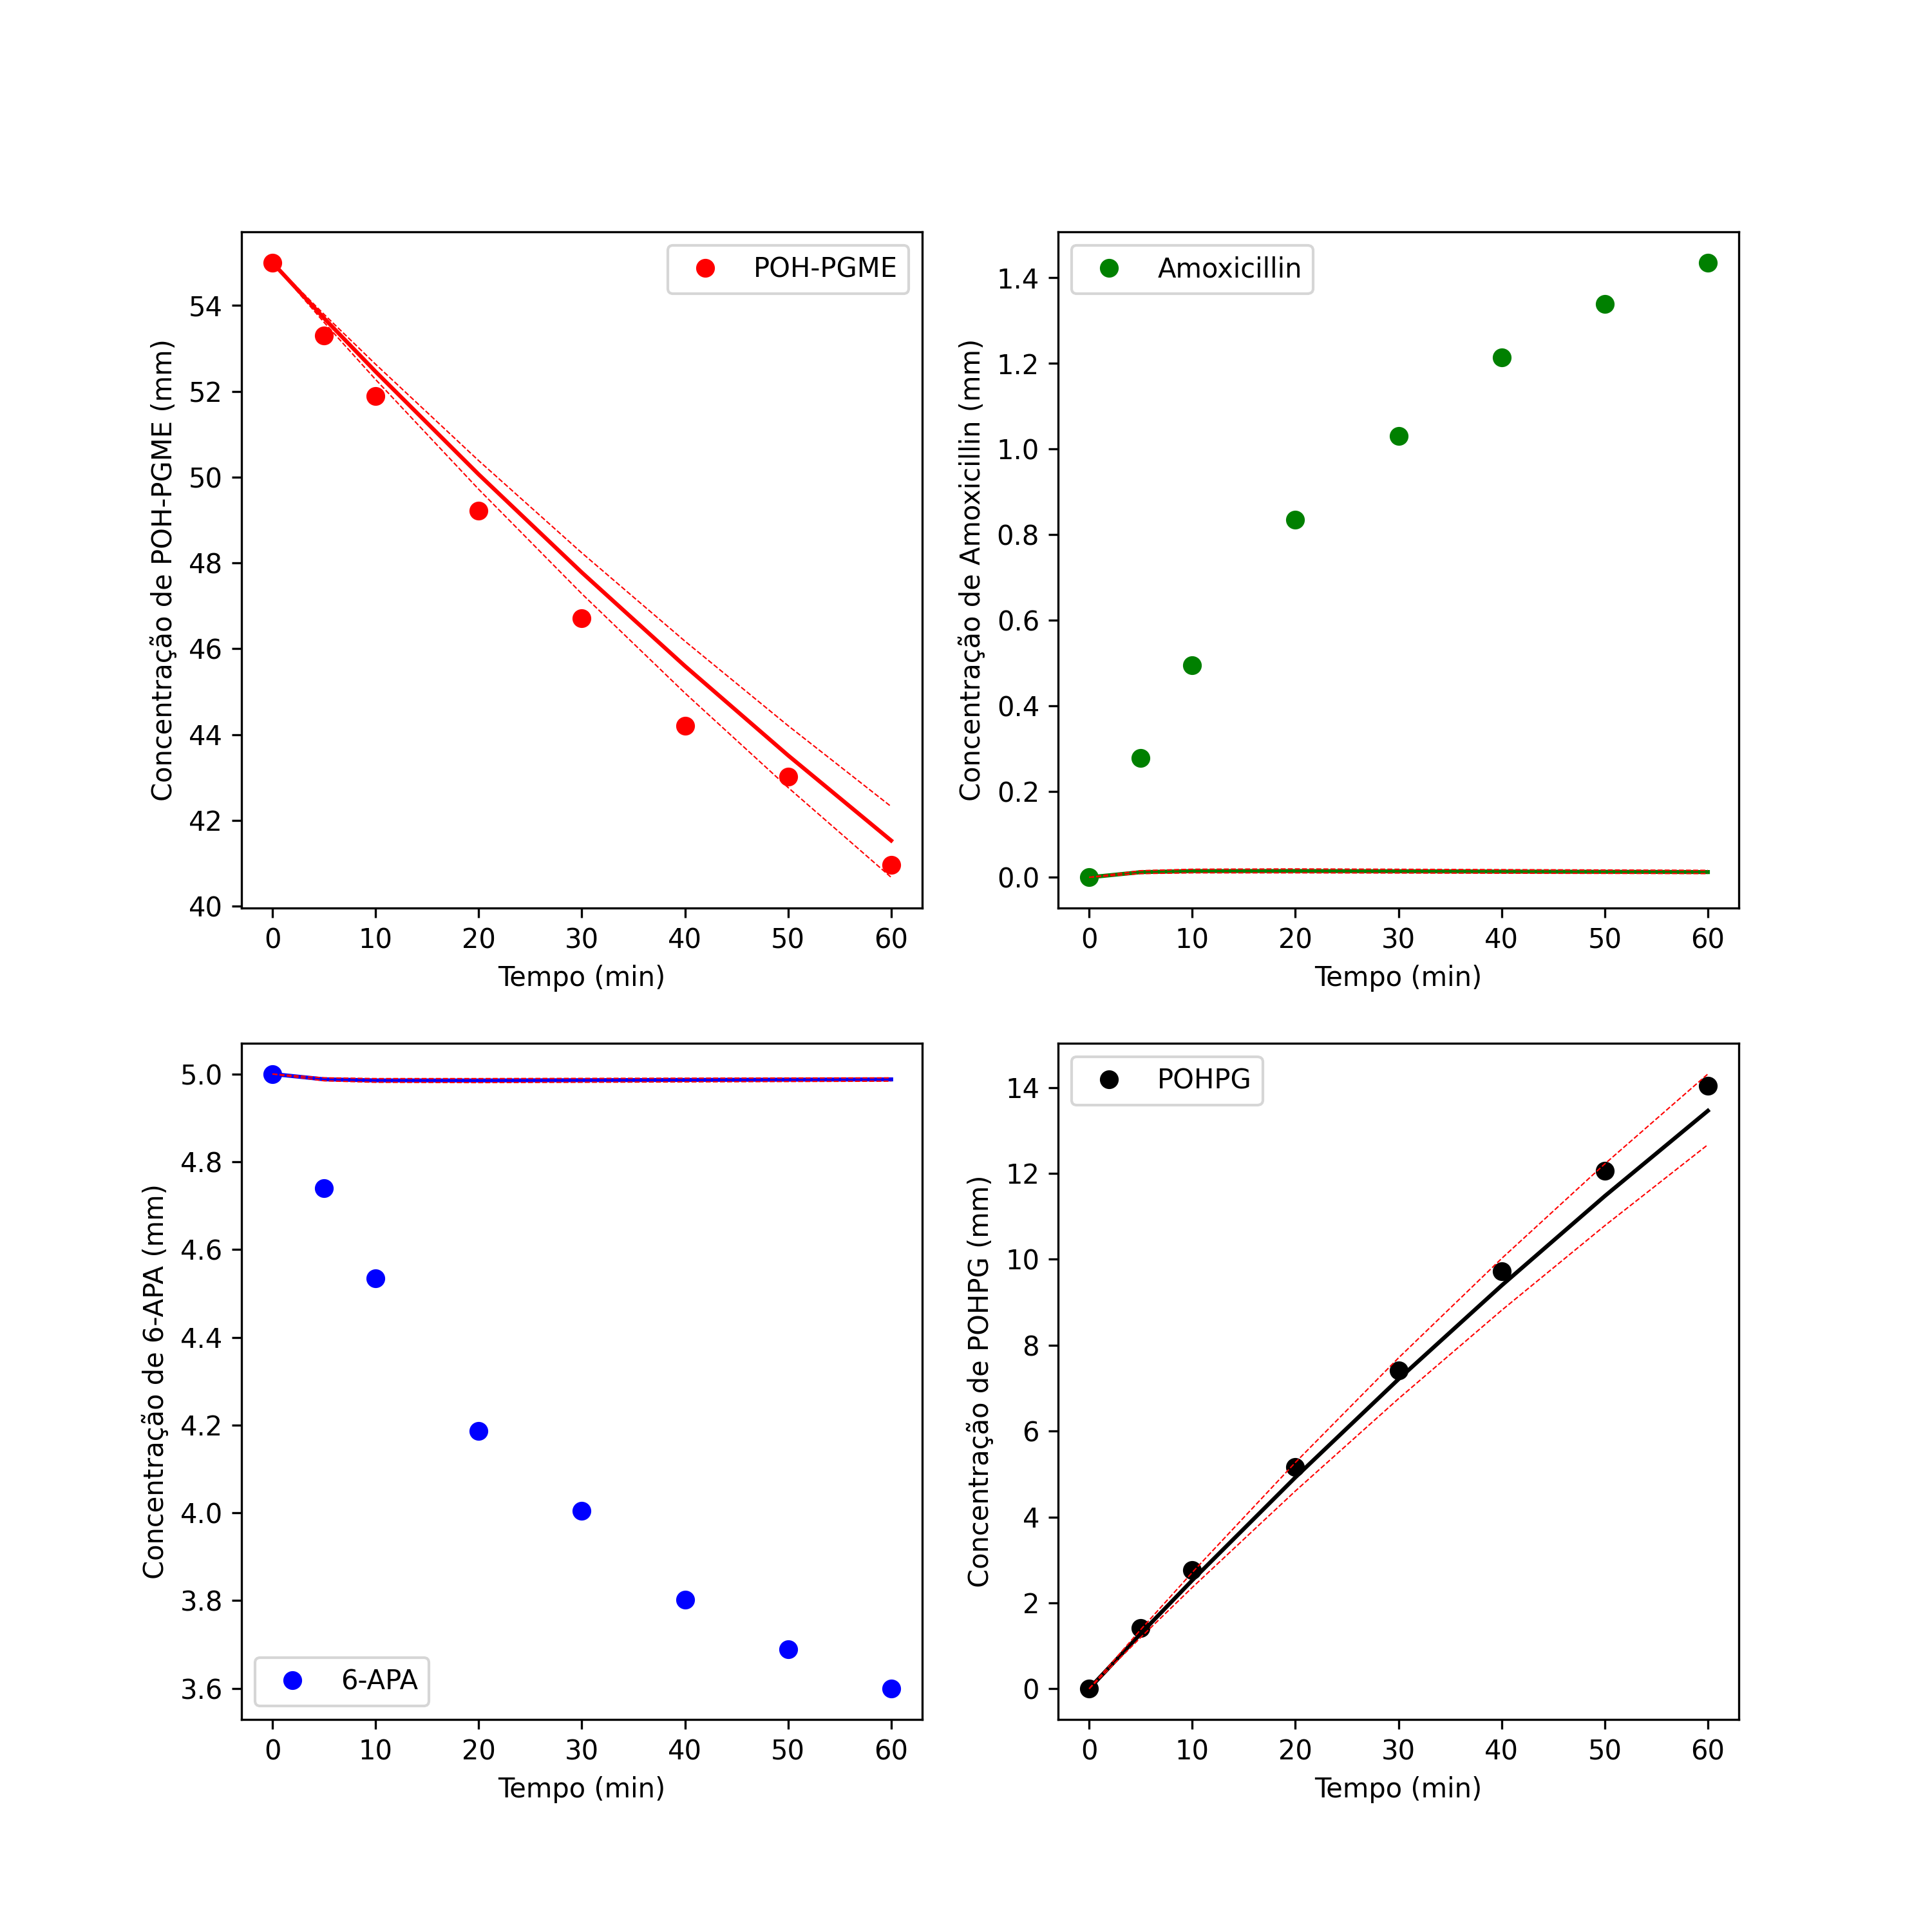 POH-PGME
Concentração de POH-PGME (mm)
54
52
50
48
46
44
42
40
0 10 20 30 40 50 60
Tempo (min)
Amoxicillin
Concentração de Amoxicillin (mm)
1.4
1.2
1.0
0.8
0.6
0.4
0.2
0.0
0 10 20 30 40 50 60
Tempo (min)
6-APA
Concentração de 6-APA (mm)
5.0
4.8
4.6
4.4
4.2
4.0
3.8
3.6
0 10 20 30 40 50 60
Tempo (min)
POHPG
Concentração de POHPG (mm)
14
12
10
8
6
4
2
0
0 10 20 30 40 50 60
Tempo (min)